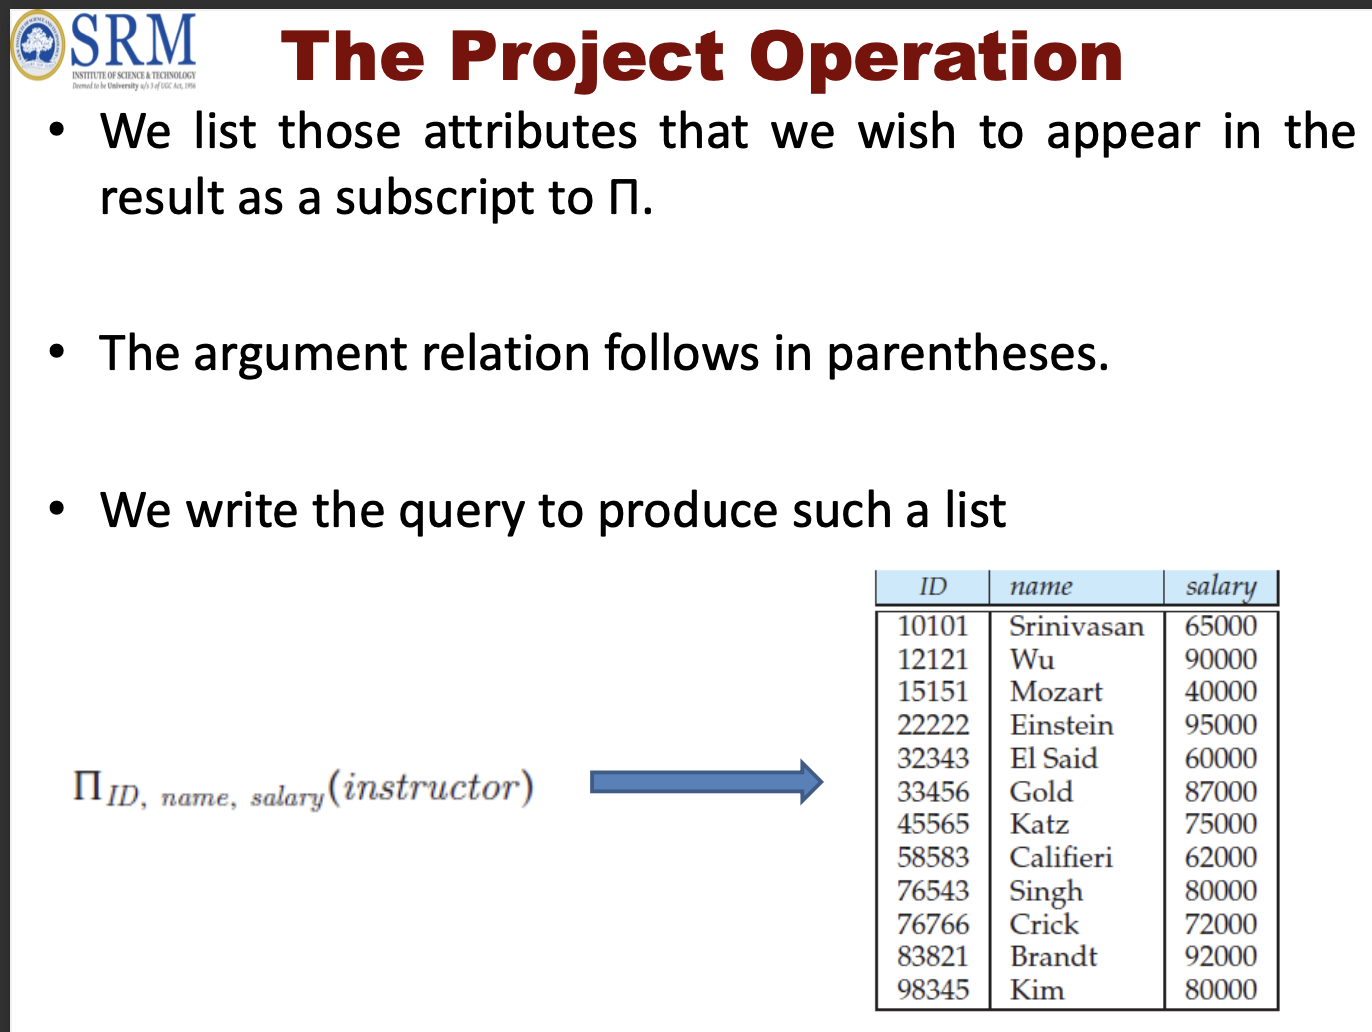 SRM
INSTITUTE OF SCIENCE & TECHNOLOGY
Deemed to be University u/s 3 of UGC Act, 1956
The Project Operation
• We list those attributes that we wish to appear in the
result as a subscript to Π.
• The argument relation follows in parentheses.
• We write the query to produce such a list
Π ID, name, salary (instructor)
ID name salary
10101 Srinivasan 65000
12121 Wu 90000
15151 Mozart 40000
22222 Einstein 95000
32343 El Said 60000
33456 Gold 87000
45565 Katz 75000
58583 Califieri 62000
76543 Singh 80000
76766 Crick 72000
83821 Brandt 92000
98345 Kim 80000